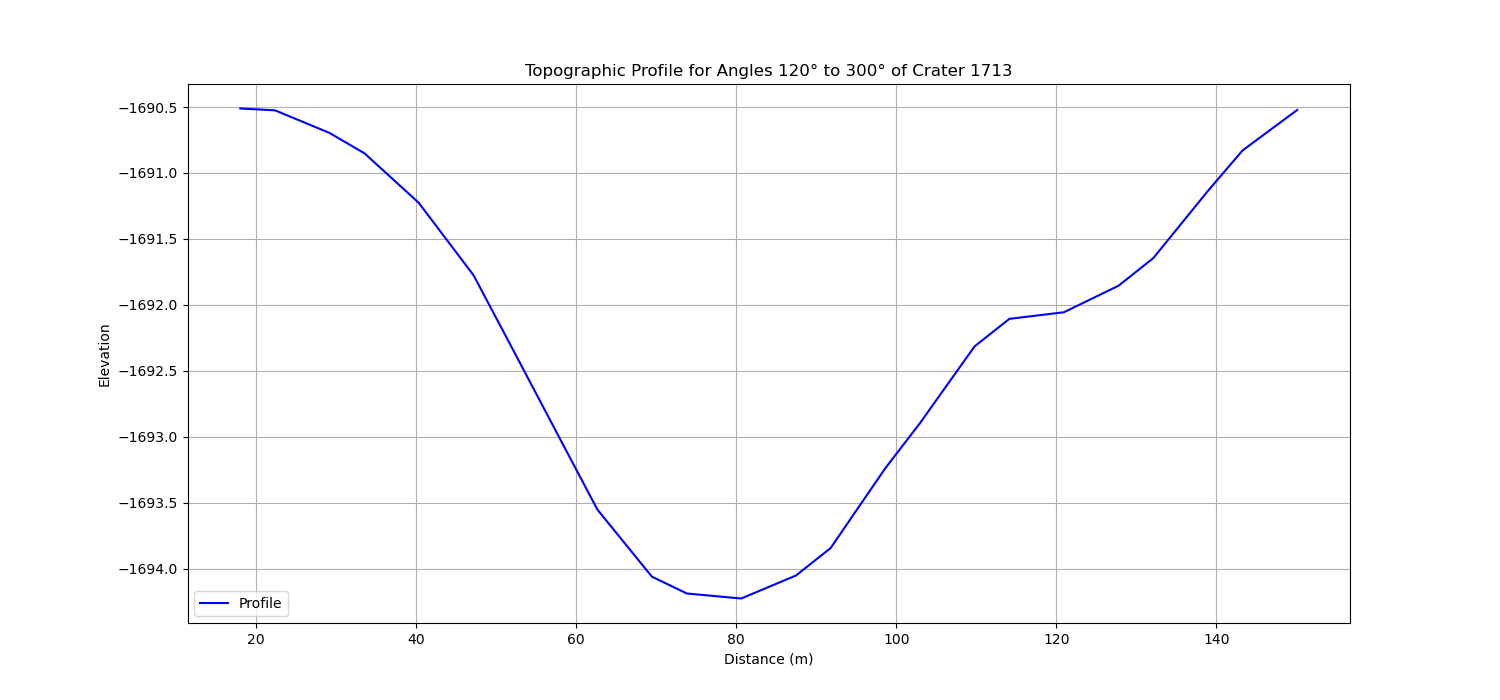 Topographic Profile for Angles 120° to 300° of Crater 1713
−1690.5
−1691.0
−1691.5
−1692.0
−1692.5
−1693.0
−1693.5
−1694.0
Elevation
Profile
20 40 60 80 100 120 140
Distance (m)